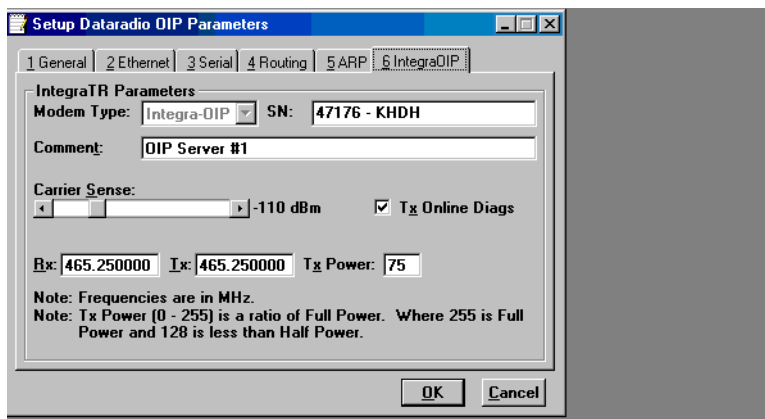 Setup Dataradio OIP Parameters
1 General 2 Ethernet 3 Serial 4 Routing 5 ARP 6 IntegraOIP
IntegraTR Parameters
Modem Type: Integra-OIP SN: 47176 - KHDH
Comment: OIP Server #1
Carrier Sense:
-110 dBm Tx Online Diags
Rx: 465.250000 Tx: 465.250000 Tx Power: 75
Note: Frequencies are in MHz.
Note: Tx Power (0 - 255) is a ratio of Full Power. Where 255 is Full
Power and 128 is less than Half Power.
OK Cancel